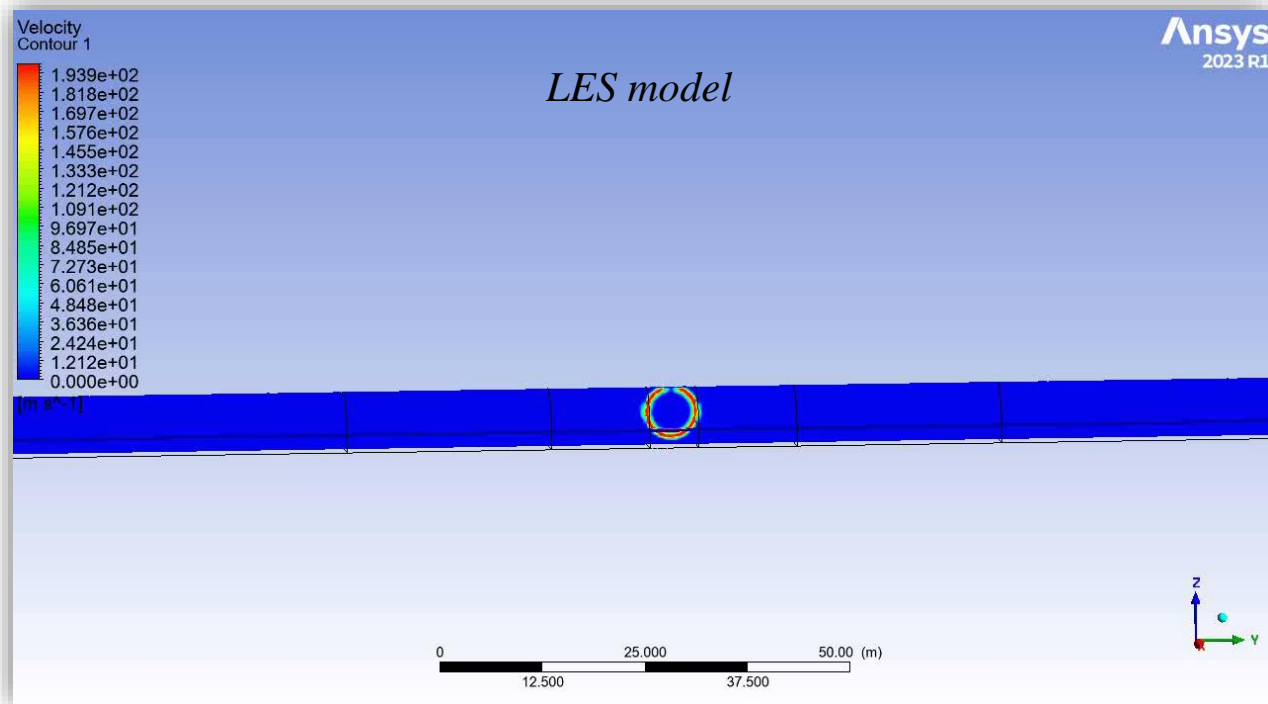 Velocity
Contour 1
Ansys
2023 R1
LES model
1.939e+02
1.818e+02
1.697e+02
1.576e+02
1.455e+02
1.333e+02
1.212e+02
1.091e+02
9.697e+01
8.485e+01
7.273e+01
6.061e+01
4.848e+01
3.636e+01
2.424e+01
1.212e+01
0.000e+00
[m s^-1]
Z
Y
X
0 25.000 50.00 (m)
12.500 37.500